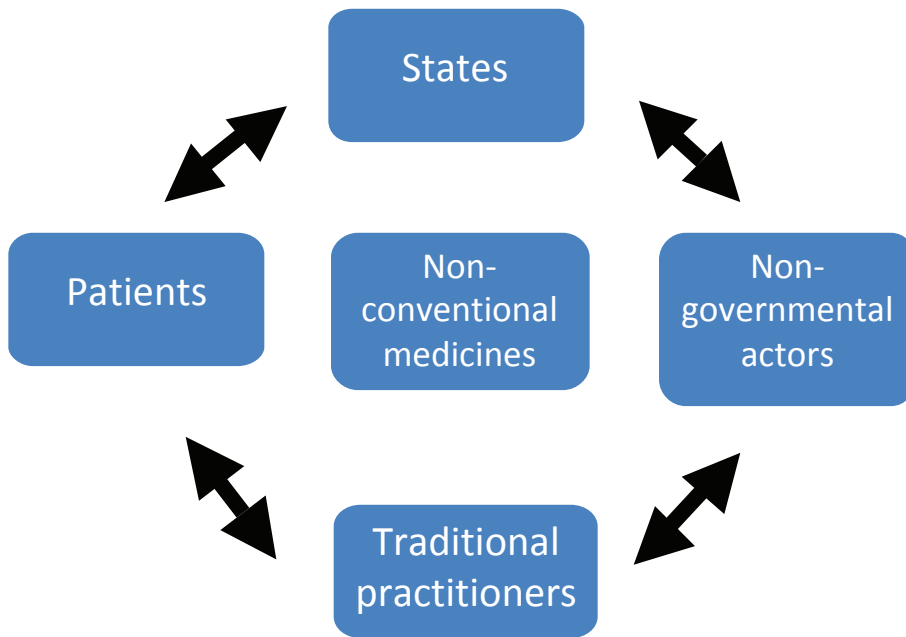 States
Patients
Non-
conventional
medicines
Non-
governmental
actors
Traditional
practitioners